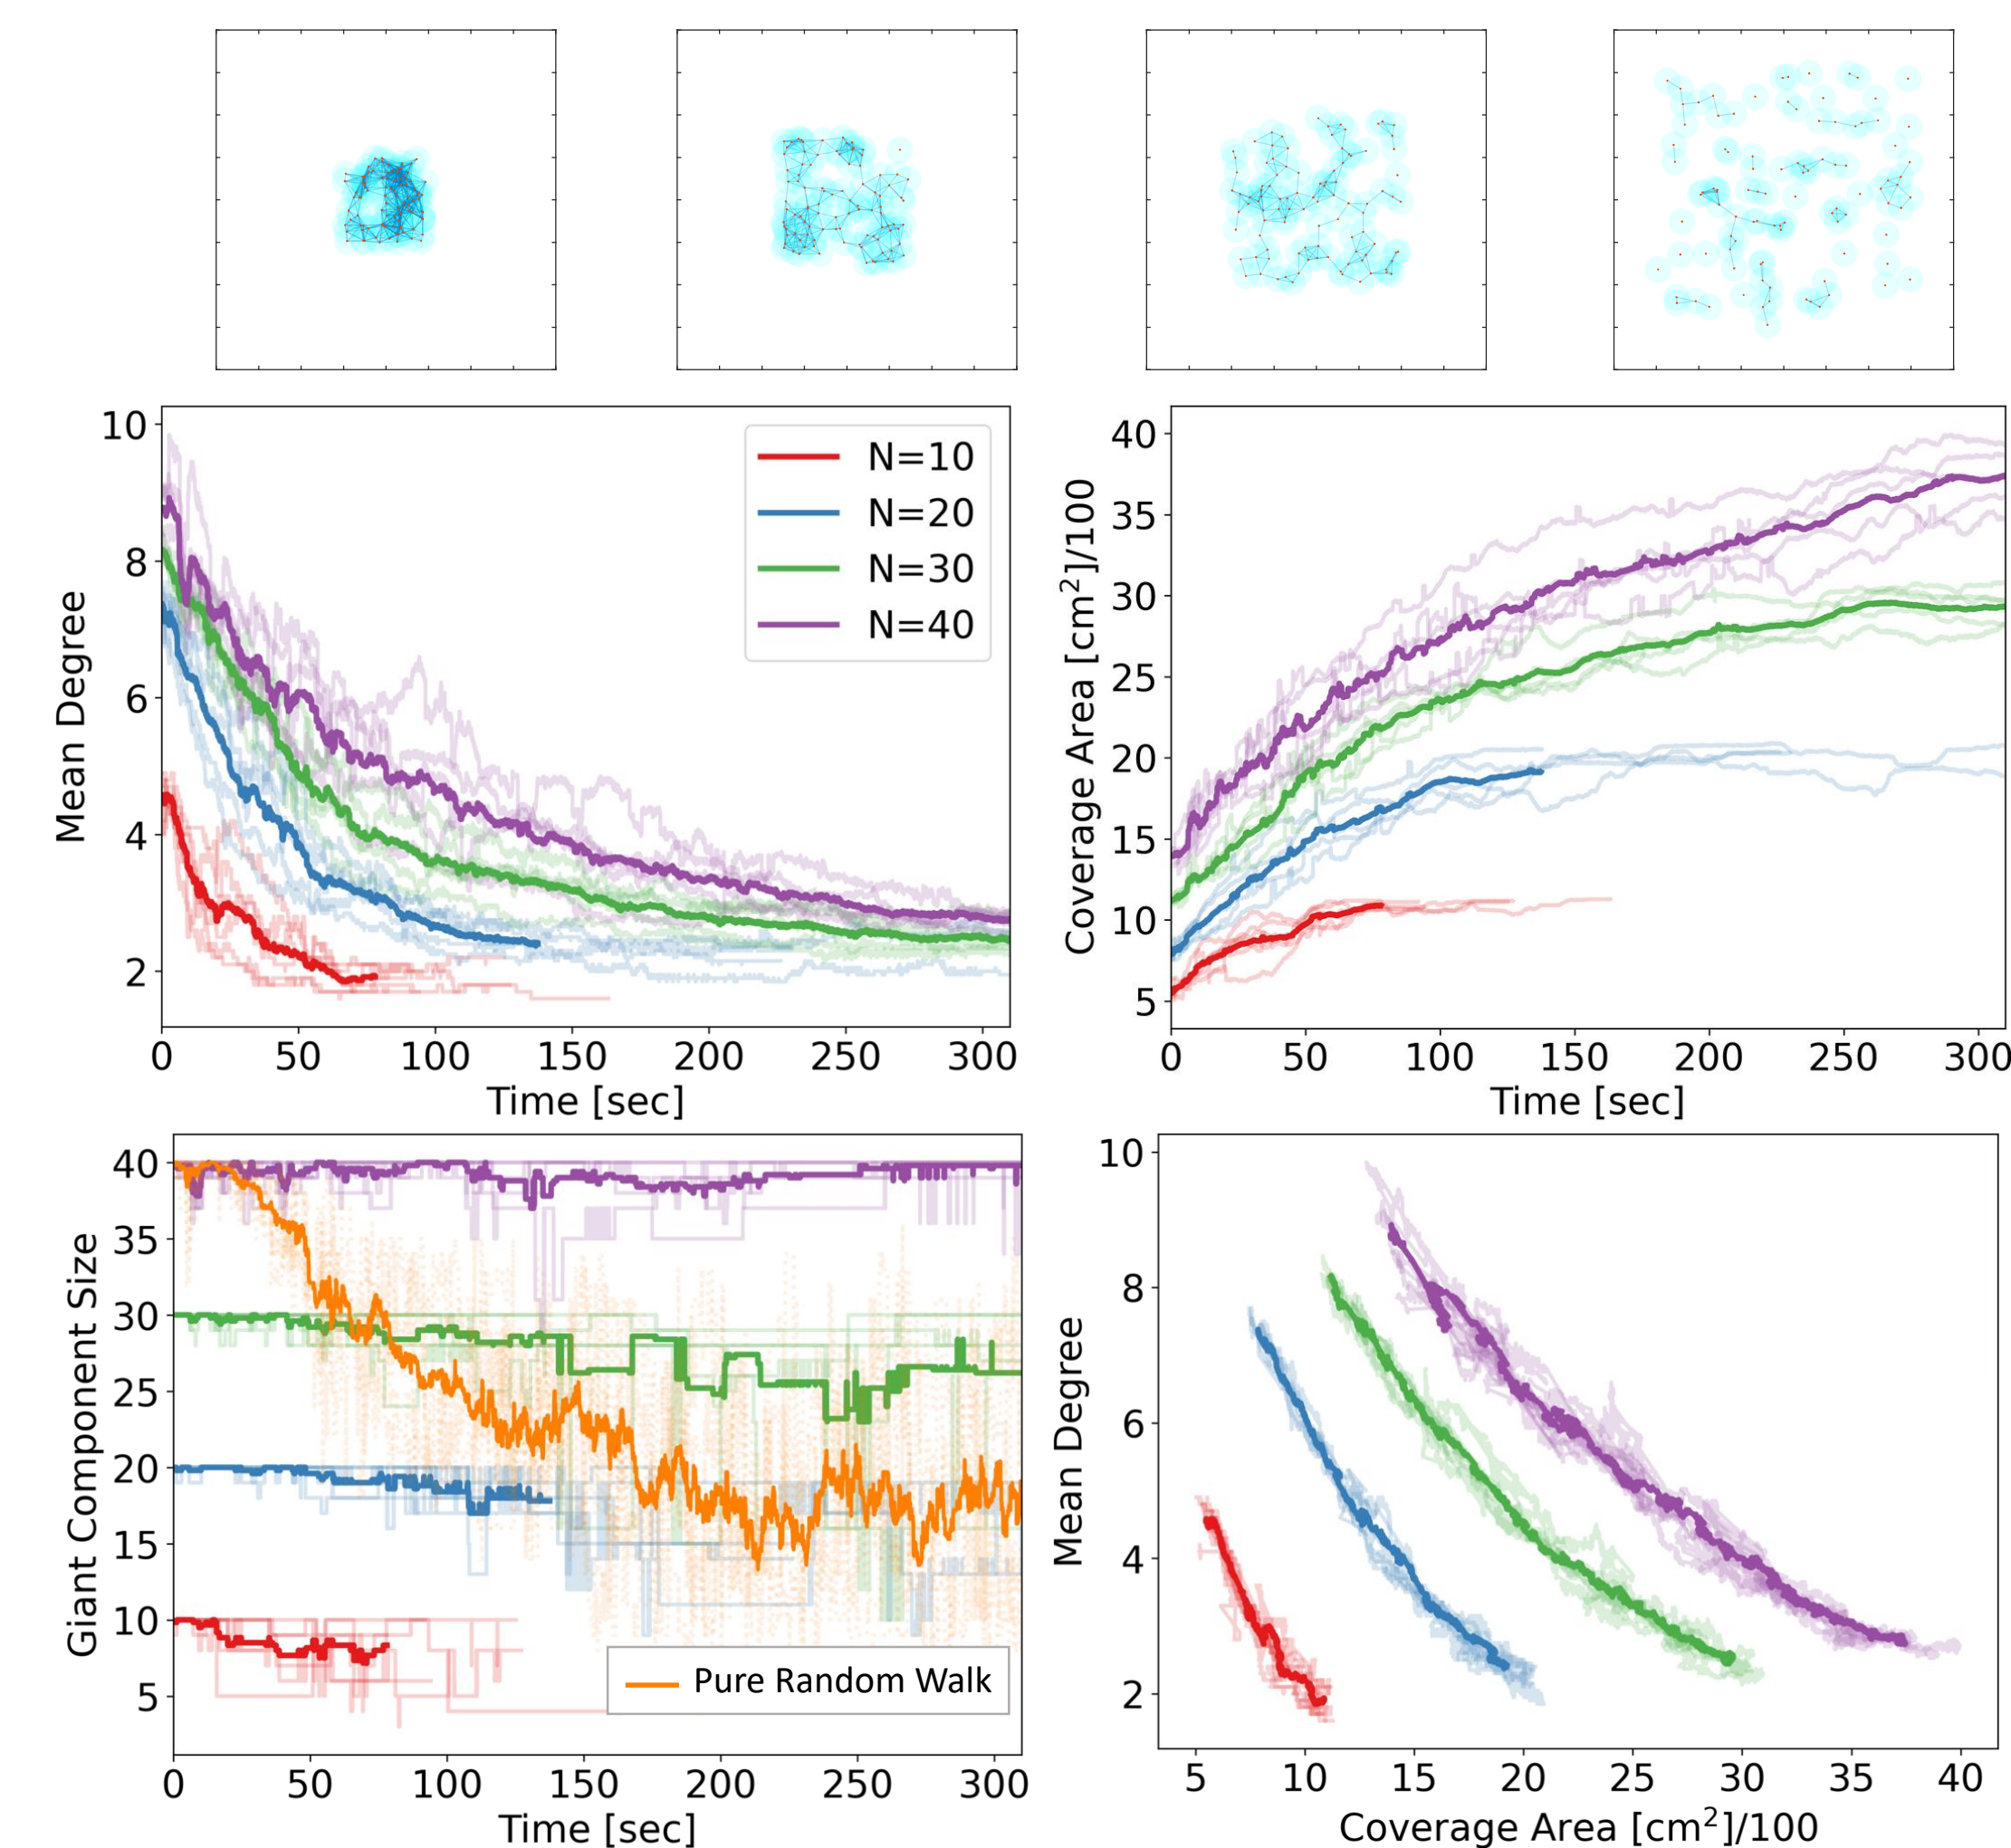 10
8
6
4
2
Mean Degree
N=10
N=20
N=30
N=40
0 50 100 150 200 250 300
Time [sec]
40
35
30
25
20
15
10
5
Coverage Area [cm²]/100
0 50 100 150 200 250 300
Time [sec]
40
35
30
25
20
15
10
5
Giant Component Size
Pure Random Walk
0 50 100 150 200 250 300
Time [sec]
10
8
6
4
2
Mean Degree
5 10 15 20 25 30 35 40
Coverage Area [cm²]/100